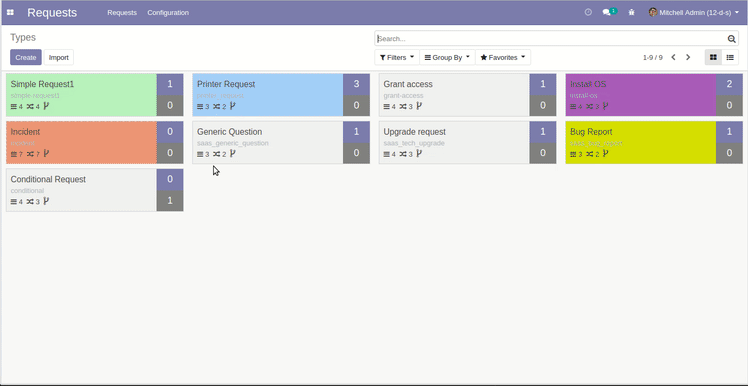 Requests Requests Configuration 1 Mitchell Admin (12-d-s)
Types
Search...
Create Import Filters Group By Favorites 1-9 / 9
Simple Request1 1
simple-request1
4 4 0
Printer Request 3
3 2 0
Grant access 1
grant-access
4 3 0
Install OS 2
install-os
4 3 0
Incident 0
incident
7 7 0
Generic Question 1
saas_generic_question
3 2 0
Upgrade request 1
saas_tech_upgrade
4 3 0
Bug Report 1
3 2 0
Conditional Request 0
conditional
4 3 1